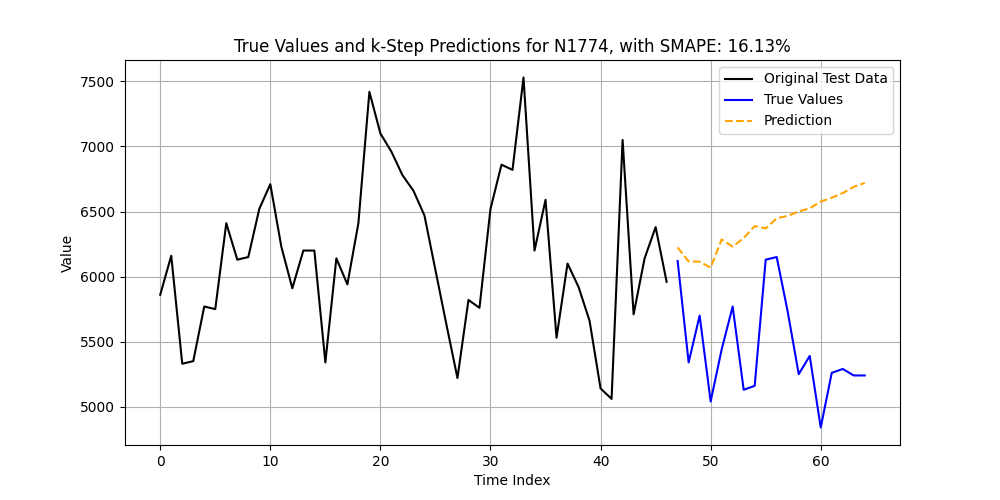 True Values and k-Step Predictions for N1774, with SMAPE: 16.13%
Original Test Data
True Values
Prediction
Value
7500
7000
6500
6000
5500
5000
0 10 20 30 40 50 60
Time Index